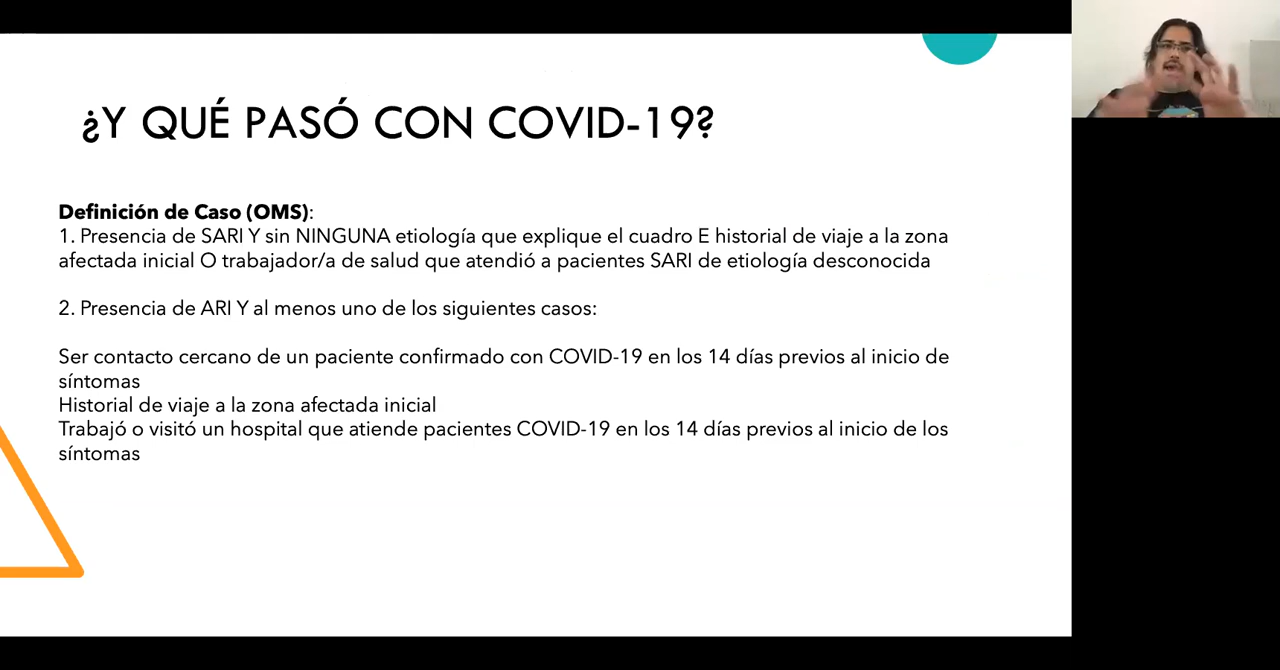 ¿Y QUÉ PASÓ CON COVID-19?
Definición de Caso (OMS):
1. Presencia de SARI Y sin NINGUNA etiología que explique el cuadro E historial de viaje a la zona
afectada inicial O trabajador/a de salud que atendió a pacientes SARI de etiología desconocida
2. Presencia de ARI Y al menos uno de los siguientes casos:
Ser contacto cercano de un paciente confirmado con COVID-19 en los 14 días previos al inicio de
síntomas
Historial de viaje a la zona afectada inicial
Trabajó o visitó un hospital que atiende pacientes COVID-19 en los 14 días previos al inicio de los
síntomas